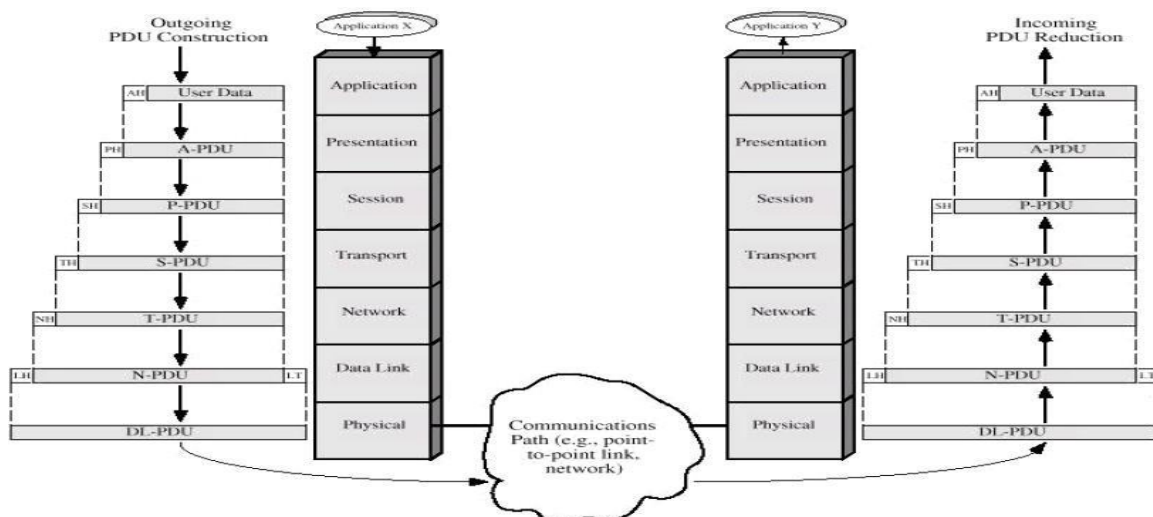 Outgoing
PDU Construction
AH User Data
PH A-PDU
SH P-PDU
TH S-PDU
NH T-PDU
LH N-PDU LT
DL-PDU
Application X
Application
Presentation
Session
Transport
Network
Data Link
Physical
Communications
Path (e.g., point-
to-point link,
network)
Application Y
Application
Presentation
Session
Transport
Network
Data Link
Physical
Incoming
PDU Reduction
AH User Data
PH A-PDU
SH P-PDU
TH S-PDU
NH T-PDU
LH N-PDU LT
DL-PDU